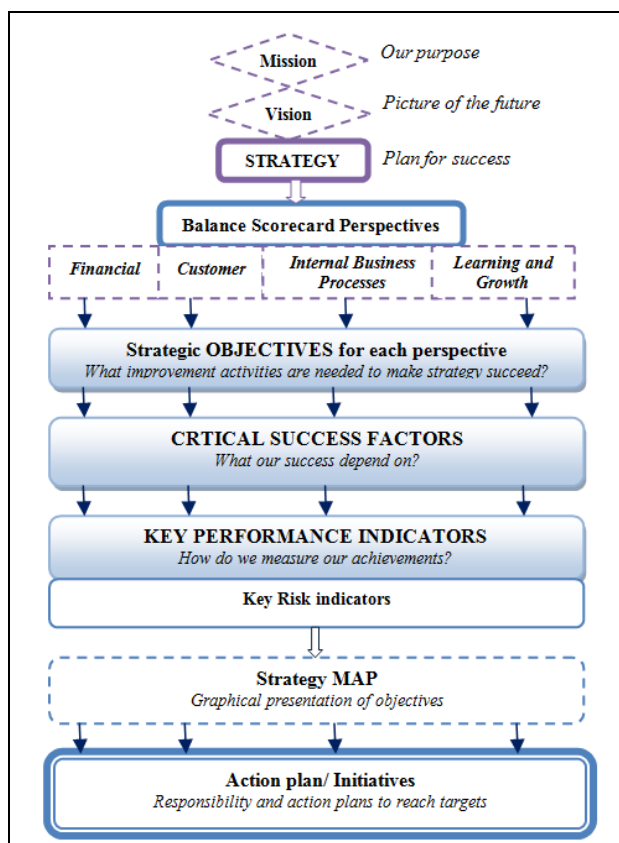 Mission
Our purpose
Vision
Picture of the future
STRATEGY
Plan for success
Balance Scorecard Perspectives
Financial
Customer
Internal Business
Processes
Learning and
Growth
Strategic OBJECTIVES for each perspective
What improvement activities are needed to make strategy succeed?
CRTICAL SUCCESS FACTORS
What our success depend on?
KEY PERFORMANCE INDICATORS
How do we measure our achievements?
Key Risk indicators
Strategy MAP
Graphical presentation of objectives
Action plan/ Initiatives
Responsibility and action plans to reach targets